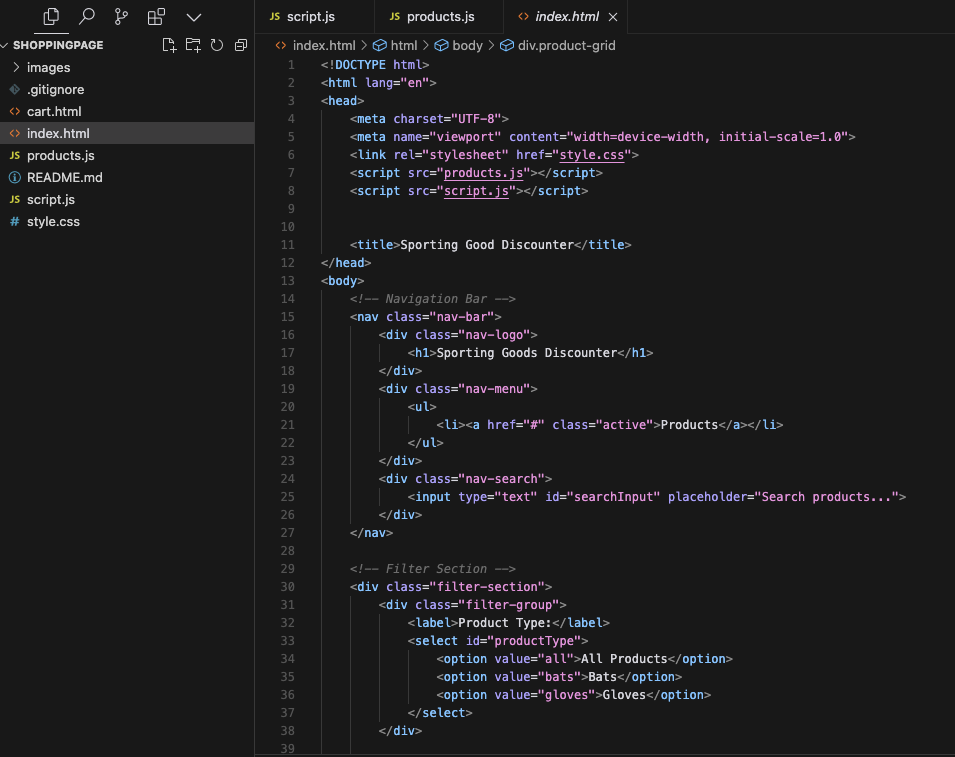 JS script.js
JS products.js
<> index.html
SHOPPINGPAGE
images
.gitignore
<> cart.html
<> index.html
JS products.js
README.md
JS script.js
# style.css
<> index.html > html > body > div.product-grid
1 <!DOCTYPE html>
2 <html lang="en">
3 <head>
4 <meta charset="UTF-8">
5 <meta name="viewport" content="width=device-width, initial-scale=1.0">
6 <link rel="stylesheet" href="style.css">
7 <script src="products.js"></script>
8 <script src="script.js"></script>
9
10
11 <title>Sporting Good Discounter</title>
12 </head>
13 <body>
14 <!-- Navigation Bar -->
15 <nav class="nav-bar">
16 <div class="nav-logo">
17 <h1>Sporting Goods Discounter</h1>
18 </div>
19 <div class="nav-menu">
20 <ul>
21 <li><a href="#" class="active">Products</a></li>
22 </ul>
23 </div>
24 <div class="nav-search">
25 <input type="text" id="searchInput" placeholder="Search products...">
26 </div>
27 </nav>
28
29 <!-- Filter Section -->
30 <div class="filter-section">
31 <div class="filter-group">
32 <label>Product Type:</label>
33 <select id="productType">
34 <option value="all">All Products</option>
35 <option value="bats">Bats</option>
36 <option value="gloves">Gloves</option>
37 </select>
38 </div>
39